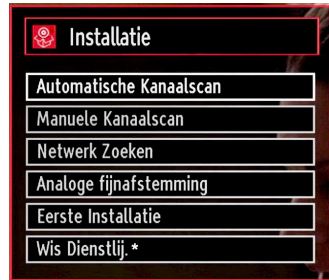 Installatie
Automatische Kanaalscan
Manuele Kanaalscan
Netwerk Zoeken
Analoge fijnafstemming
Eerste Installatie
Wis Dienstlij.*